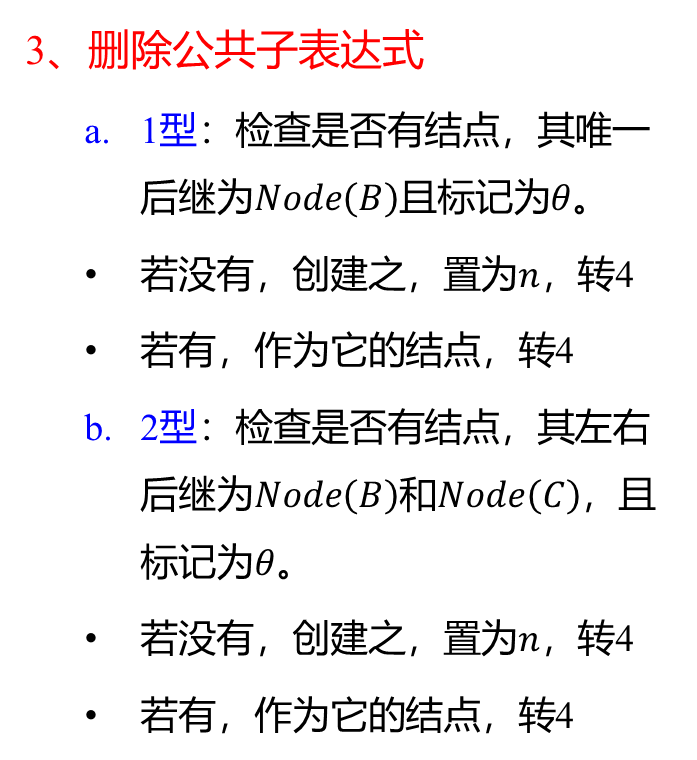 3、删除公共子表达式
a. 1型：检查是否有结点，其唯一
后继为Node(B)且标记为θ。
• 若没有，创建之，置为n，转4
• 若有，作为它的结点，转4
b. 2型：检查是否有结点，其左右
后继为Node(B)和Node(C)，且
标记为θ。
• 若没有，创建之，置为n，转4
• 若有，作为它的结点，转4